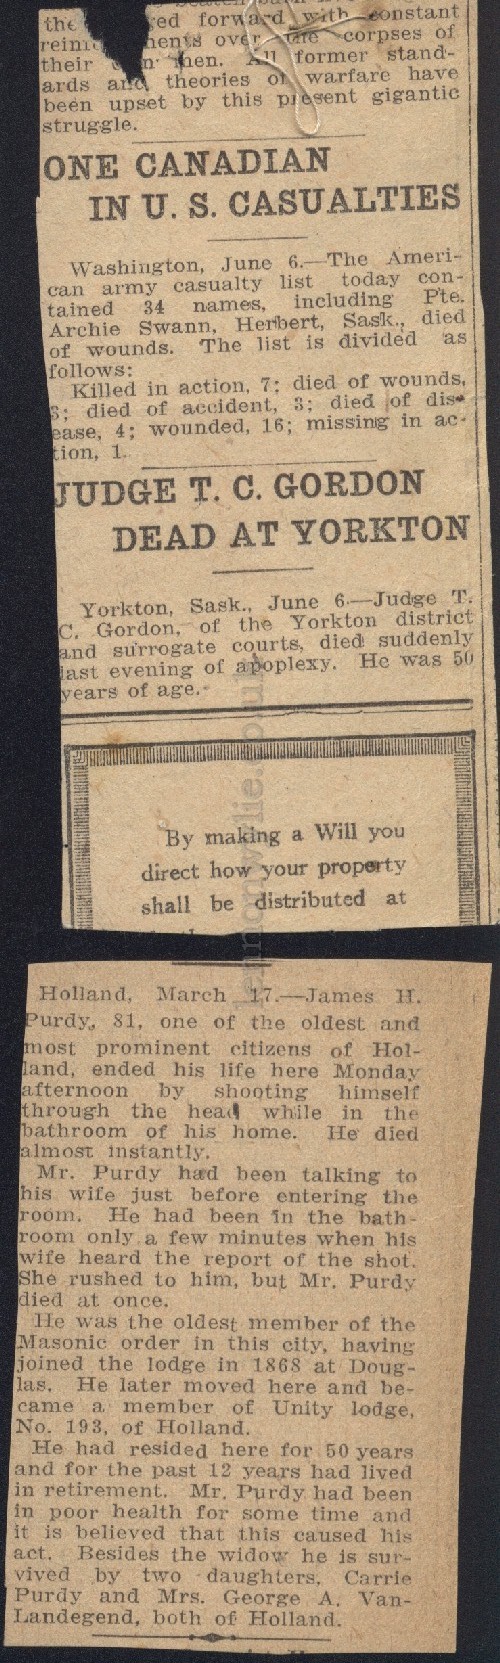 the red forward with constant
reinf ments over the corpses of
their own men. All former stand-
ards and theories of warfare have
been upset by this present gigantic
struggle.
ONE CANADIAN
IN U. S. CASUALTIES
Washington, June 6.—The Ameri-
can army casualty list today con-
tained 34 names, including Pte.
Archie Swann, Herbert, Sask., died
of wounds. The list is divided as
follows:
Killed in action, 7; died of wounds,
3; died of accident, 3; died of dis-
ease, 4; wounded, 16; missing in ac-
tion, 1.
JUDGE T. C. GORDON
DEAD AT YORKTON
Yorkton, Sask., June 6.—Judge T.
C. Gordon, of the Yorkton district
and surrogate courts, died suddenly
last evening of apoplexy. He was 50
years of age.
By making a Will you
direct how your property
shall be distributed at
Holland, March 17.—James H.
Purdy, 81, one of the oldest and
most prominent citizens of Hol-
land, ended his life here Monday
afternoon by shooting himself
through the head while in the
bathroom of his home. He died
almost instantly.
Mr. Purdy had been talking to
his wife just before entering the
room. He had been in the bath-
room only a few minutes when his
wife heard the report of the shot.
She rushed to him, but Mr. Purdy
died at once.
He was the oldest member of the
Masonic order in this city, having
joined the lodge in 1868 at Doug-
las. He later moved here and be-
came a member of Unity lodge,
No. 193, of Holland.
He had resided here for 50 years
and for the past 12 years had lived
in retirement. Mr. Purdy had been
in poor health for some time and
it is believed that this caused his
act. Besides the widow he is sur-
vived by two daughters, Carrie
Purdy and Mrs. George A. Van-
Landegend, both of Holland.